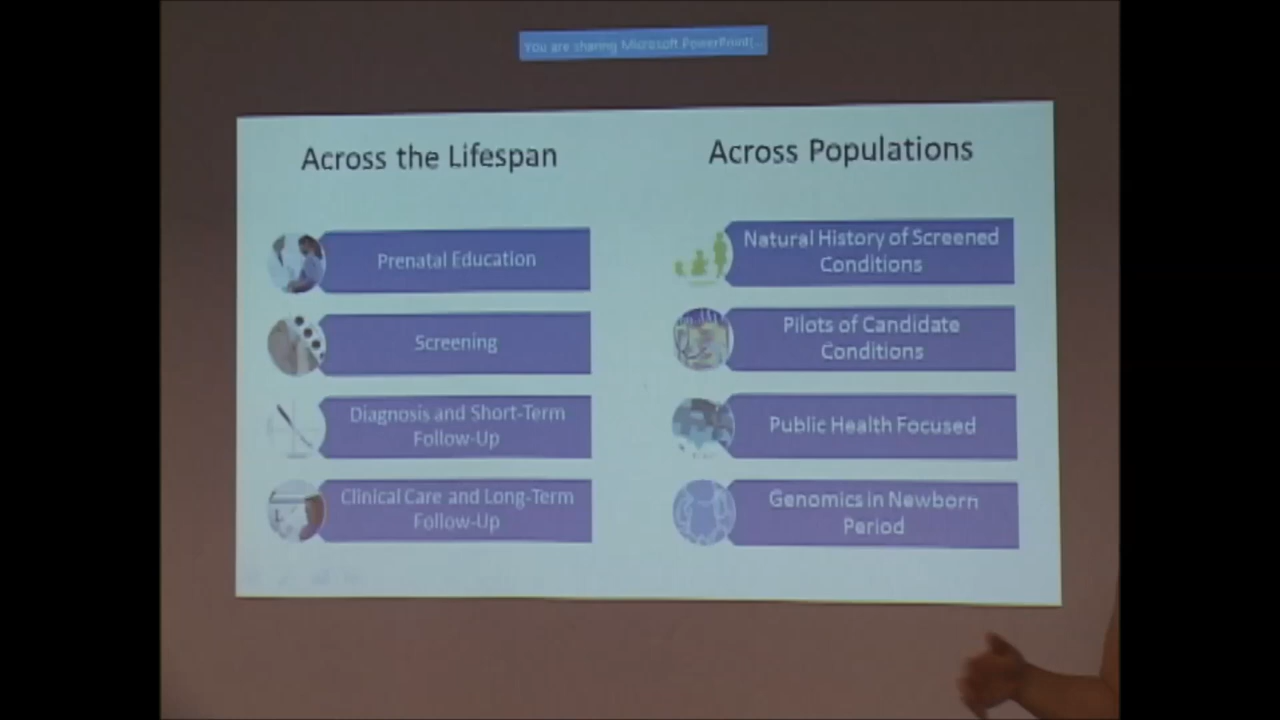 You are sharing Microsoft PowerPoint(...
Across the Lifespan
Prenatal Education
Screening
Diagnosis and Short-Term
Follow-Up
Clinical Care and Long-Term
Follow-Up
Across Populations
Natural History of Screened
Conditions
Pilots of Candidate
Conditions
Public Health Focused
Genomics in Newborn
Period